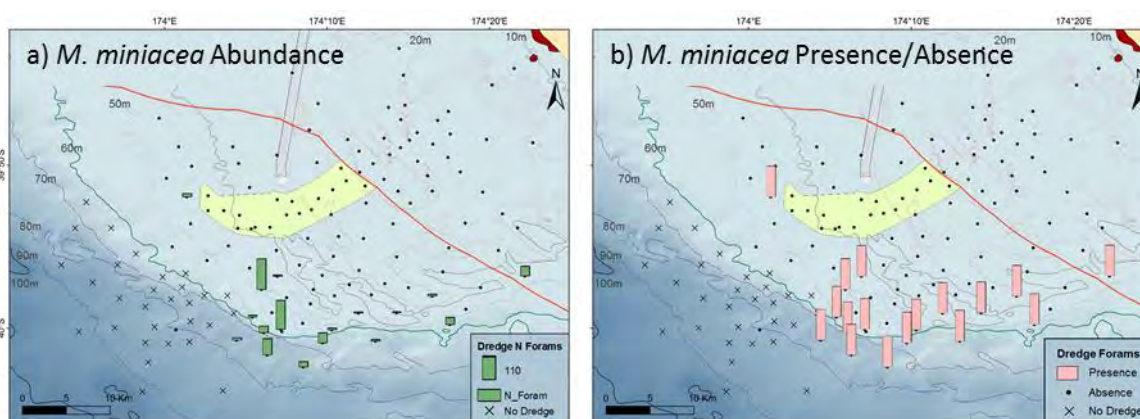 174°E
174°10'E
174°20'E
a) M. miniacea Abundance
20m
10m
N
50m
60m
70m
80m
90m
100m
40°S
Dredge N Forams
110
N_Foram
No Dredge
0 5 10 Km
174°E
174°10'E
174°20'E
b) M. miniacea Presence/Absence
20m
10m
N
50m
60m
70m
80m
90m
100m
Dredge Forams
Presence
Absence
No Dredge
0 5 10 Km